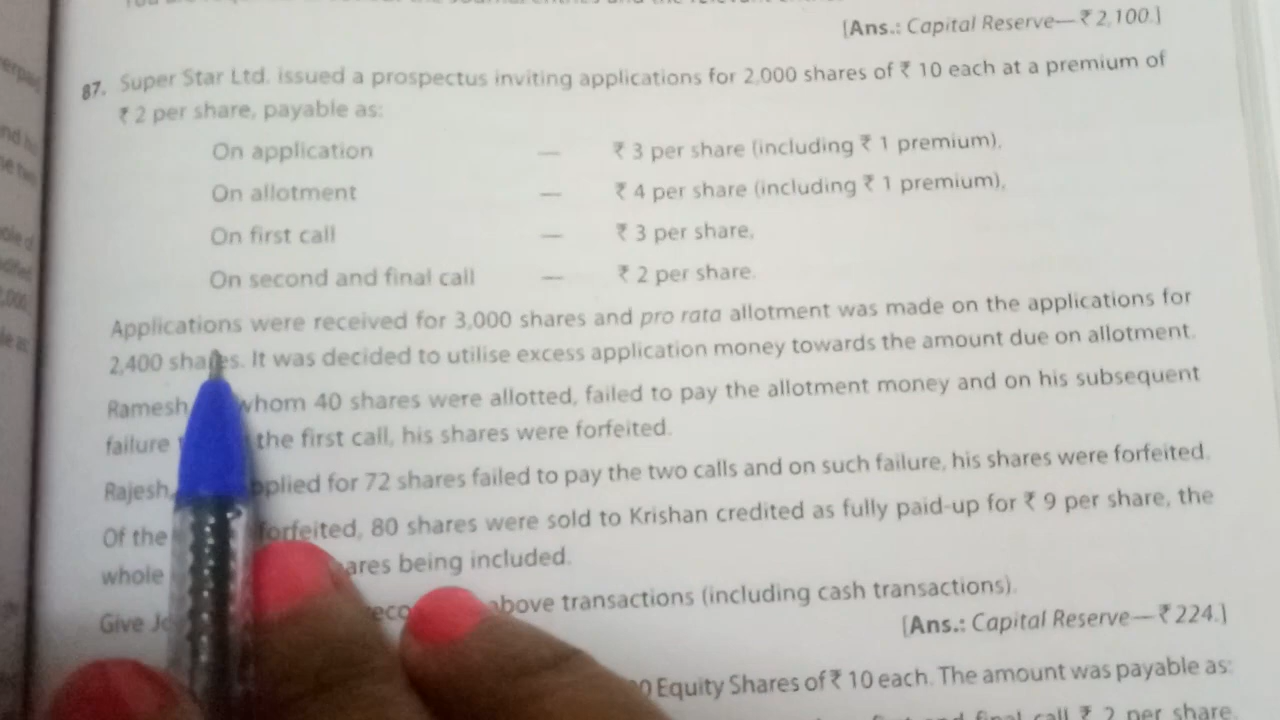 [Ans.: Capital Reserve—₹ 2,100.]
87. Super Star Ltd. issued a prospectus inviting applications for 2,000 shares of ₹ 10 each at a premium of
₹ 2 per share, payable as:
On application — ₹ 3 per share (including ₹ 1 premium),
On allotment — ₹ 4 per share (including ₹ 1 premium),
On first call — ₹ 3 per share,
On second and final call — ₹ 2 per share.
Applications were received for 3,000 shares and pro rata allotment was made on the applications for
2,400 shares. It was decided to utilise excess application money towards the amount due on allotment.
Ramesh whom 40 shares were allotted, failed to pay the allotment money and on his subsequent
failure the first call, his shares were forfeited.
Rajesh, applied for 72 shares failed to pay the two calls and on such failure, his shares were forfeited.
Of the forfeited, 80 shares were sold to Krishan credited as fully paid-up for ₹ 9 per share, the
whole being included.
Give above transactions (including cash transactions).
[Ans.: Capital Reserve—₹ 224.]
Equity Shares of ₹ 10 each. The amount was payable as:
final call ₹ 2 per share